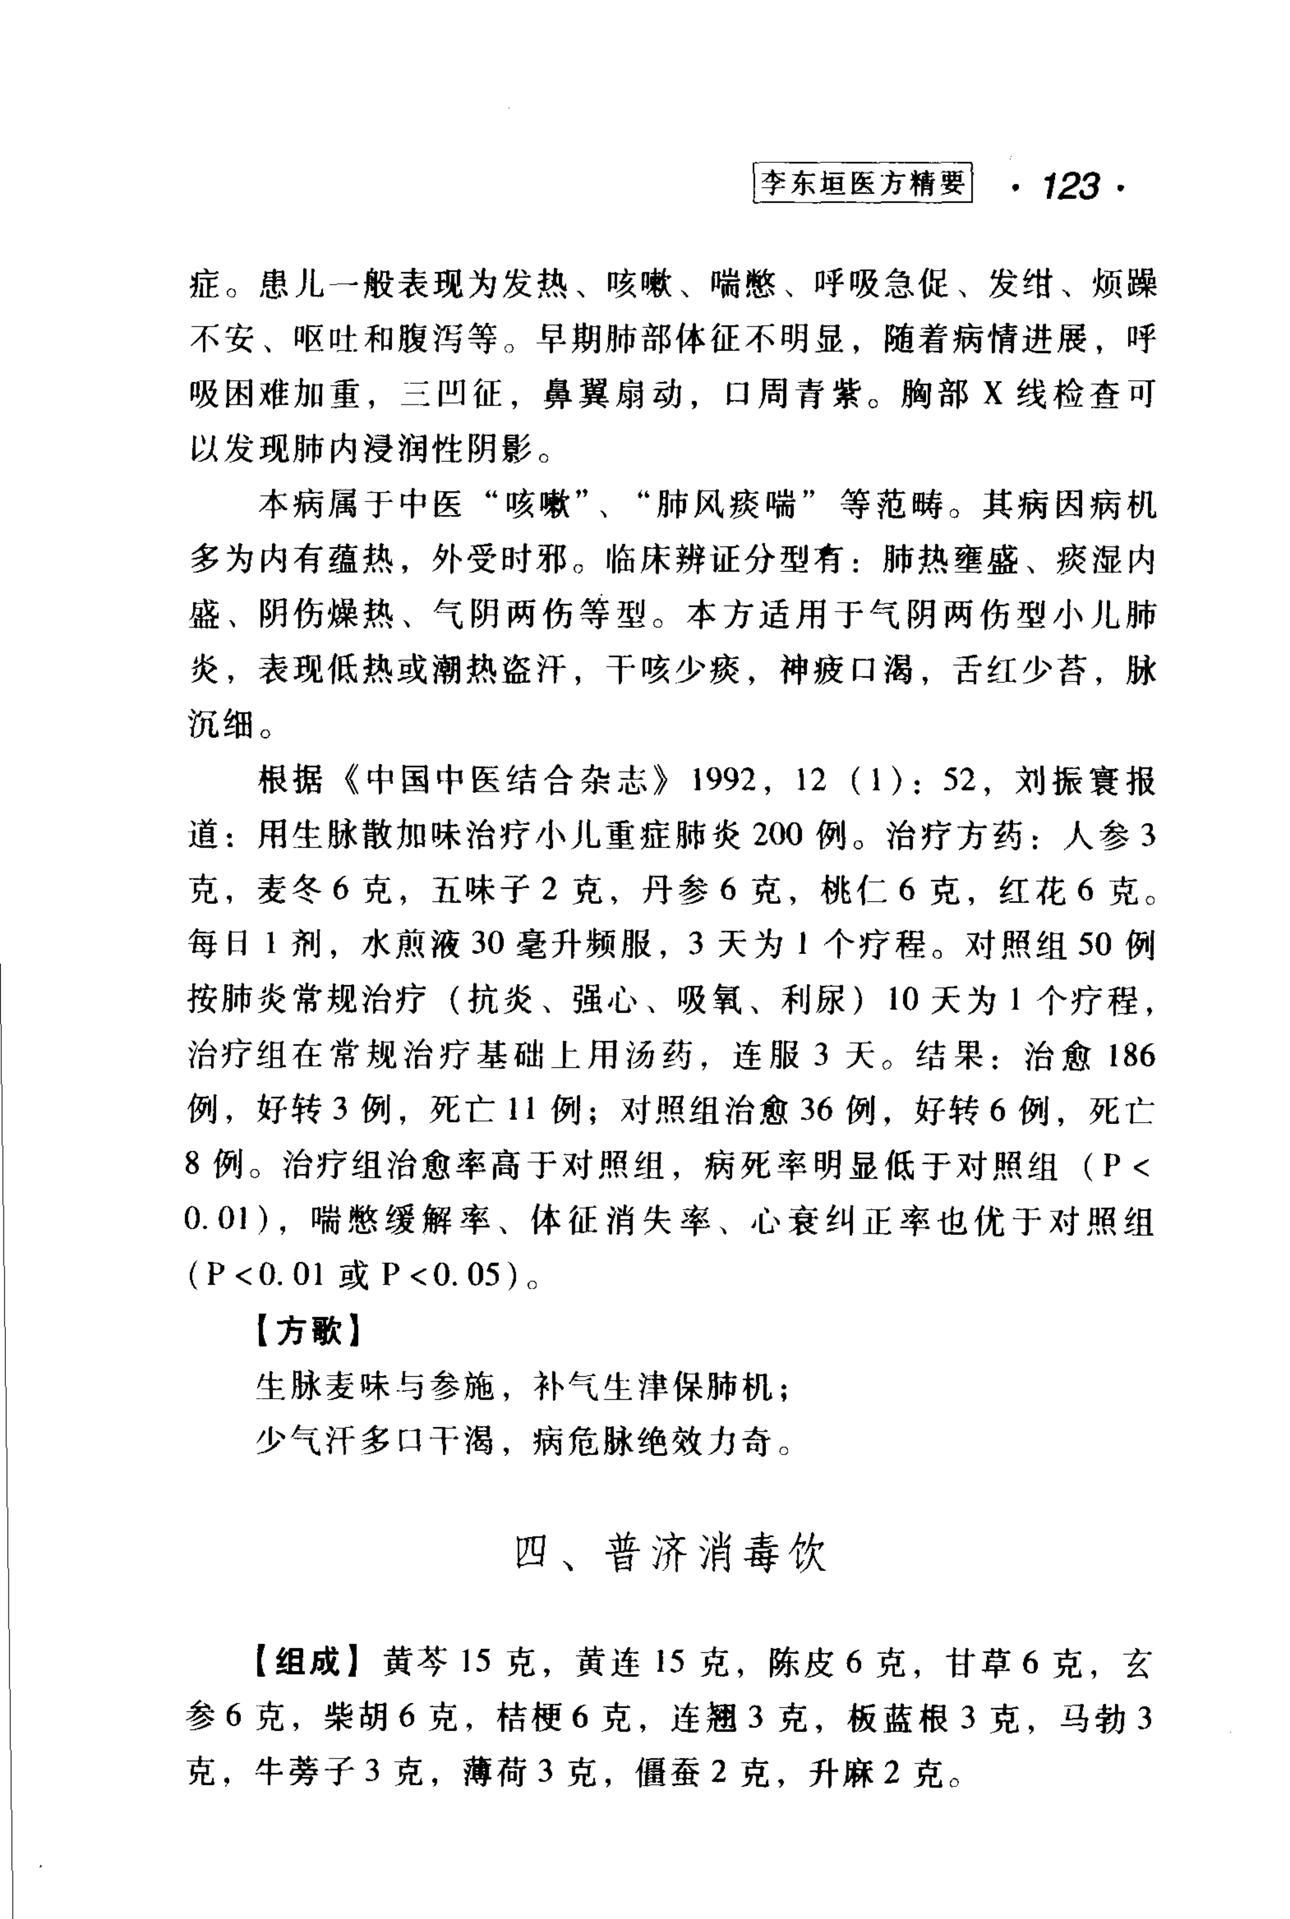 李东垣医方精要 · 123 ·
症。患儿一般表现为发热、咳嗽、喘憋、呼吸急促、发绀、烦躁
不安、呕吐和腹泻等。早期肺部体征不明显，随着病情进展，呼
吸困难加重，三凹征，鼻翼扇动，口周青紫。胸部 X 线检查可
以发现肺内浸润性阴影。
本病属于中医“咳嗽”、“肺风痰喘”等范畴。其病因病机
多为内有蕴热，外受时邪。临床辨证分型有：肺热壅盛、痰湿内
盛、阴伤燥热、气阴两伤等型。本方适用于气阴两伤型小儿肺
炎，表现低热或潮热盗汗，干咳少痰，神疲口渴，舌红少苔，脉
沉细。
根据《中国中医结合杂志》1992，12（1）：52，刘振寰报
道：用生脉散加味治疗小儿重症肺炎 200 例。治疗方药：人参 3
克，麦冬 6 克，五味子 2 克，丹参 6 克，桃仁 6 克，红花 6 克。
每日 1 剂，水煎液 30 毫升频服，3 天为 1 个疗程。对照组 50 例
按肺炎常规治疗（抗炎、强心、吸氧、利尿）10 天为 1 个疗程，
治疗组在常规治疗基础上用汤药，连服 3 天。结果：治愈 186
例，好转 3 例，死亡 11 例；对照组治愈 36 例，好转 6 例，死亡
8 例。治疗组治愈率高于对照组，病死率明显低于对照组（P＜
0.01），喘憋缓解率、体征消失率、心衰纠正率也优于对照组
（P＜0.01 或 P＜0.05）。
【方歌】
生脉麦味与参施，补气生津保肺机；
少气汗多口干渴，病危脉绝效力奇。
四、普济消毒饮
【组成】黄芩 15 克，黄连 15 克，陈皮 6 克，甘草 6 克，玄
参 6 克，柴胡 6 克，桔梗 6 克，连翘 3 克，板蓝根 3 克，马勃 3
克，牛蒡子 3 克，薄荷 3 克，僵蚕 2 克，升麻 2 克。